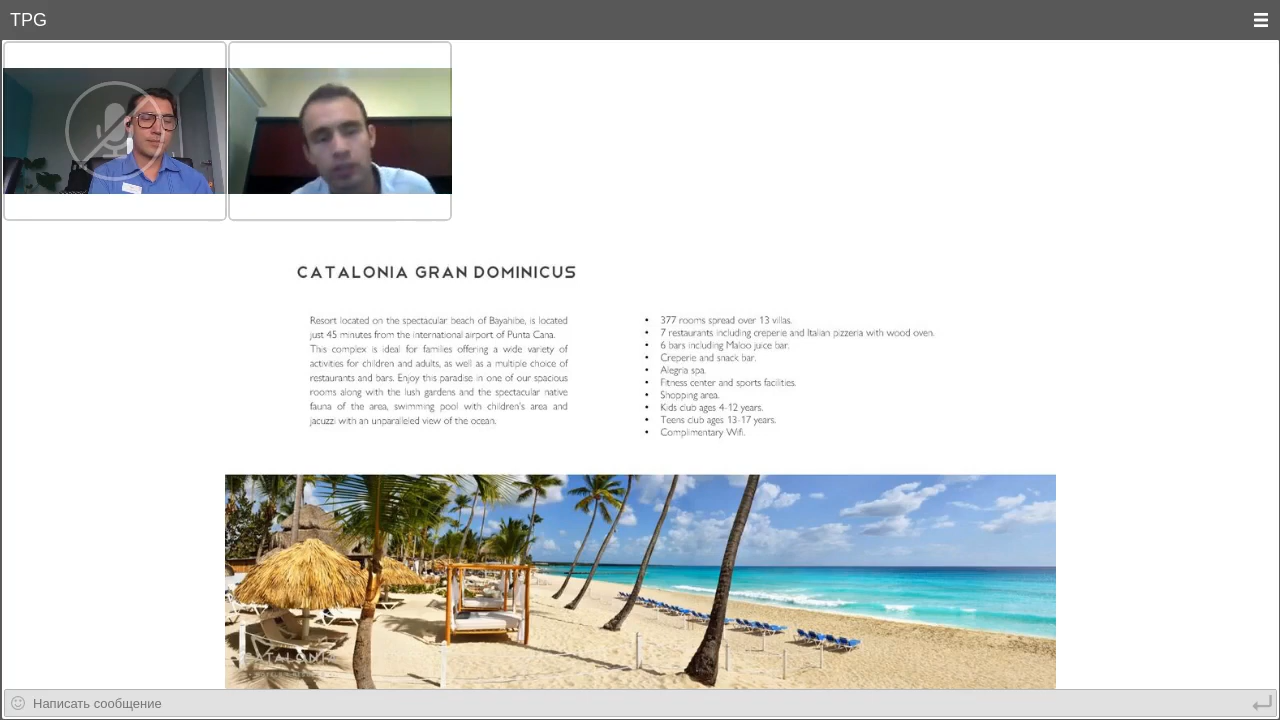 TPG
CATALONIA GRAN DOMINICUS
Resort located on the spectacular beach of Bayahibe, is located
just 45 minutes from the international airport of Punta Cana.
This complex is ideal for families offering a wide variety of
activities for children and adults, as well as a multiple choice of
restaurants and bars. Enjoy this paradise in one of our spacious
rooms along with the lush gardens and the spectacular native
fauna of the area, swimming pool with children's area and
jacuzzi with an unparalleled view of the ocean.
• 377 rooms spread over 13 villas.
• 7 restaurants including creperie and Italian pizzeria with wood oven.
• 6 bars including Maloo juice bar.
• Creperie and snack bar.
• Alegria spa.
• Fitness center and sports facilities.
• Shopping area.
• Kids club ages 4-12 years.
• Teens club ages 13-17 years.
• Complimentary Wifi.
CATALONIA
Написать сообщение